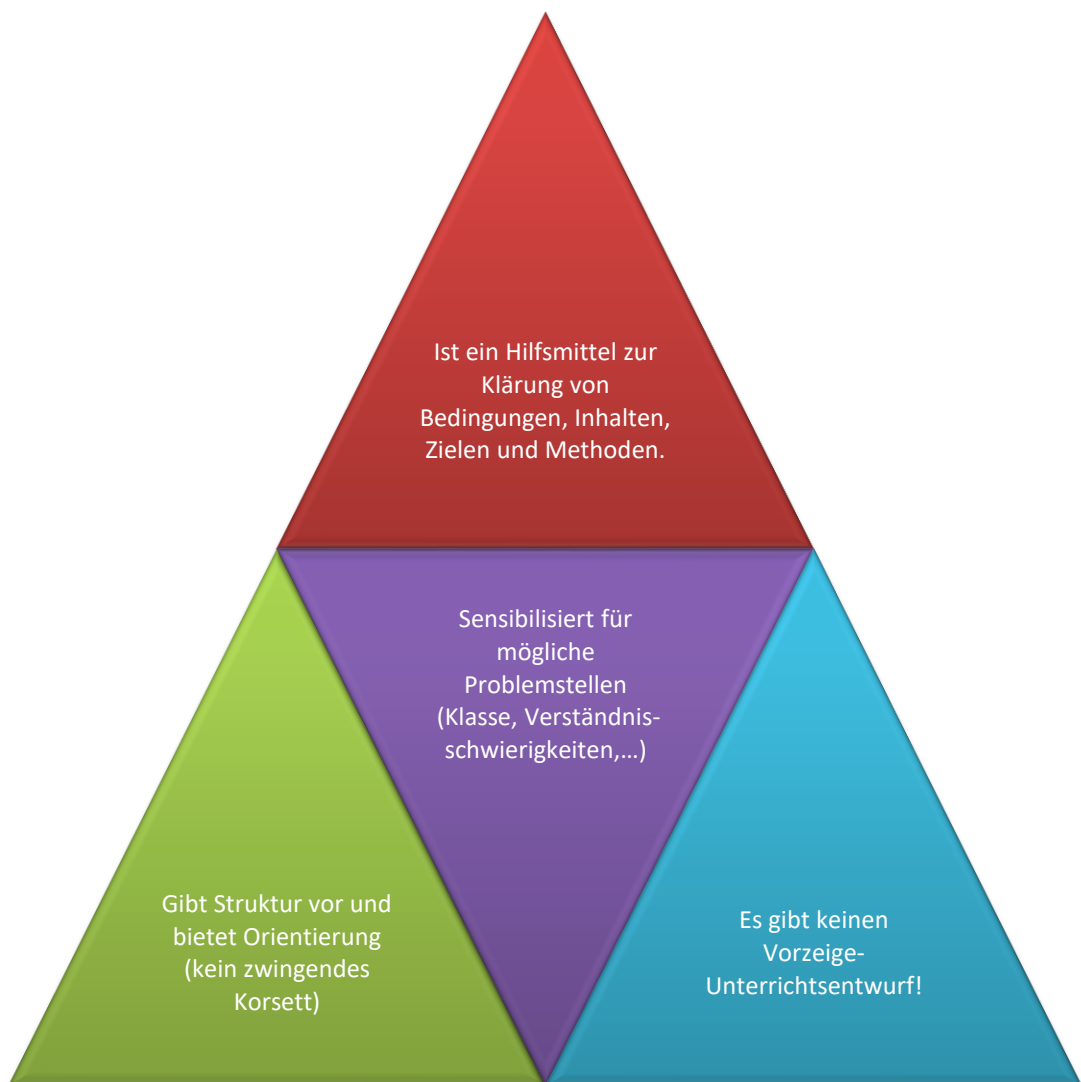 Ist ein Hilfsmittel zur
Klärung von
Bedingungen, Inhalten,
Zielen und Methoden.
Sensibilisiert für
mögliche
Problemstellen
(Klasse, Verständnis-
schwierigkeiten,…)
Gibt Struktur vor und
bietet Orientierung
(kein zwingendes
Korsett)
Es gibt keinen
Vorzeige-
Unterrichtsentwurf!